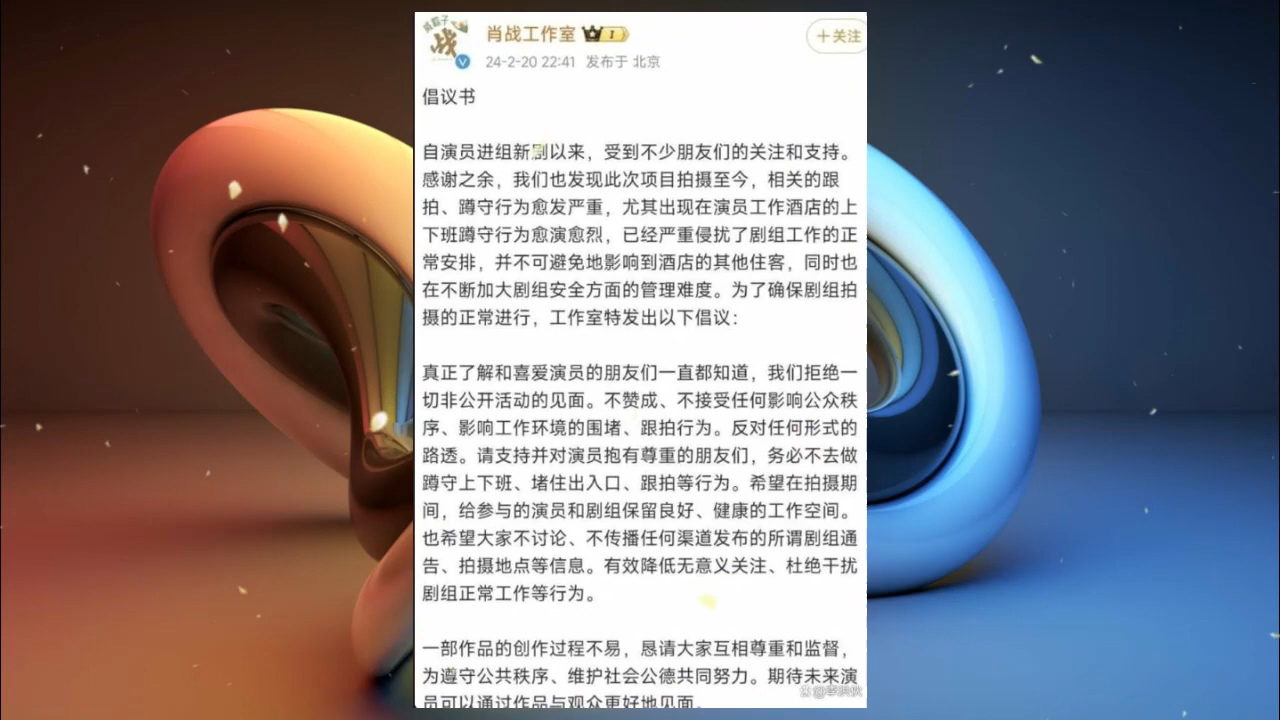 肖战工作室
I
+关注
24-2-20 22:41 发布于 北京
倡议书
自演员进组新剧以来，受到不少朋友们的关注和支持。
感谢之余，我们也发现此次项目拍摄至今，相关的跟
拍、蹲守行为愈发严重，尤其出现在演员工作酒店的上
下班蹲守行为愈演愈烈，已经严重侵扰了剧组工作的正
常安排，并不可避免地影响到酒店的其他住客，同时也
在不断加大剧组安全方面的管理难度。为了确保剧组拍
摄的正常进行，工作室特发出以下倡议：
真正了解和喜爱演员的朋友们一直都知道，我们拒绝一
切非公开活动的见面。不赞成、不接受任何影响公众秩
序、影响工作环境的围堵、跟拍行为。反对任何形式的
路透。请支持并对演员抱有尊重的朋友们，务必不去做
蹲守上下班、堵住出入口、跟拍等行为。希望在拍摄期
间，给参与的演员和剧组保留良好、健康的工作空间。
也希望大家不讨论、不传播任何渠道发布的所谓剧组通
告、拍摄地点等信息。有效降低无意义关注、杜绝干扰
剧组正常工作等行为。
一部作品的创作过程不易，恳请大家互相尊重和监督，
为遵守公共秩序、维护社会公德共同努力。期待未来演
员可以通过作品与观众更好地见面。